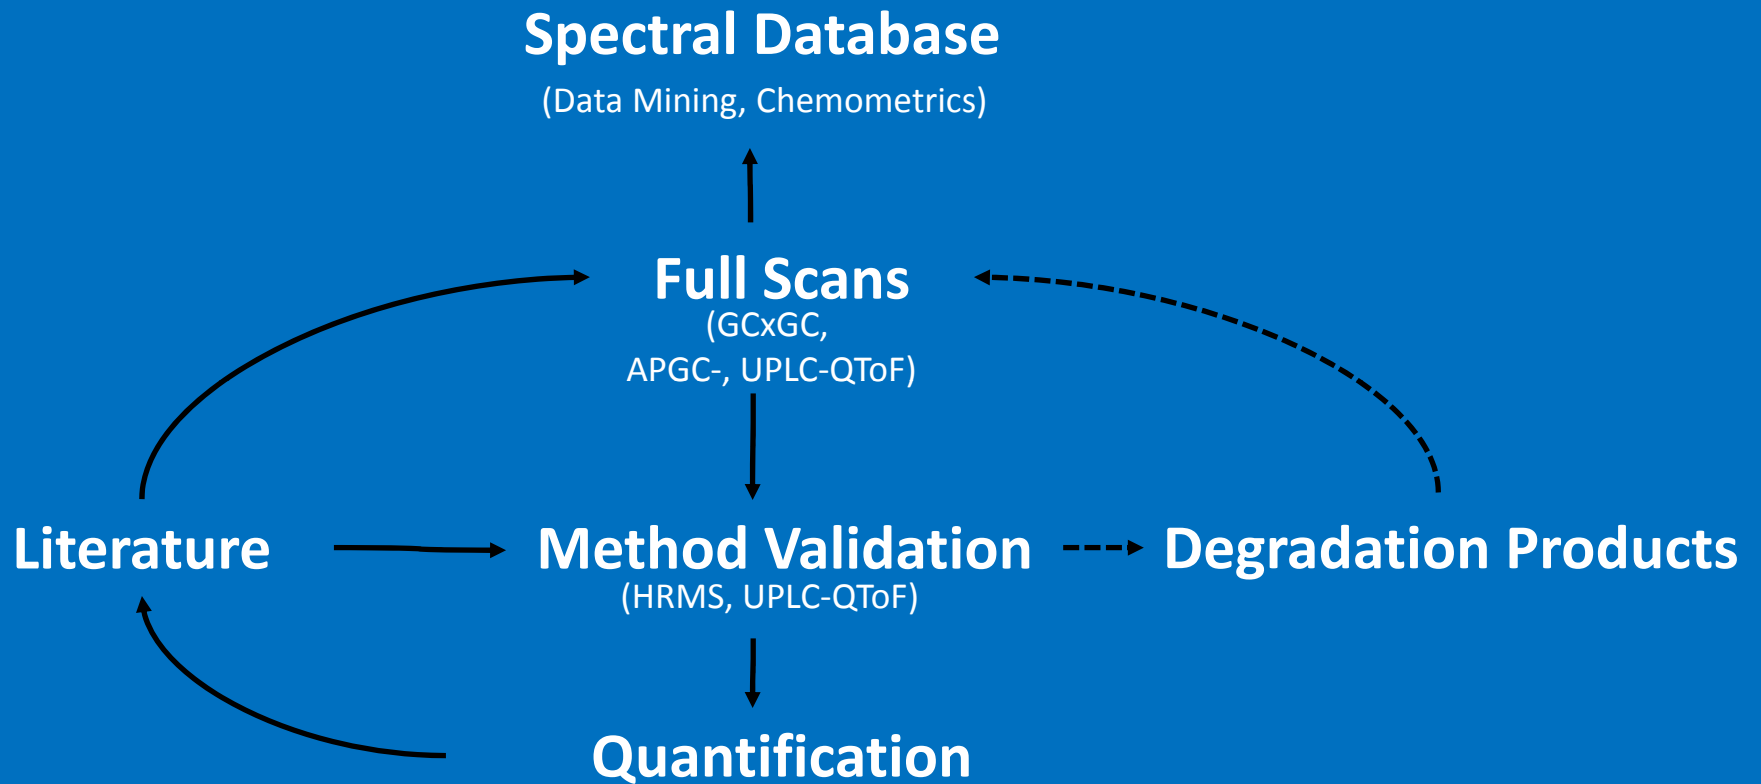 Spectral Database
(Data Mining, Chemometrics)
Full Scans
(GCxGC,
APGC-, UPLC-QToF)
Literature
Method Validation
Degradation Products
(HRMS, UPLC-QToF)
Quantification